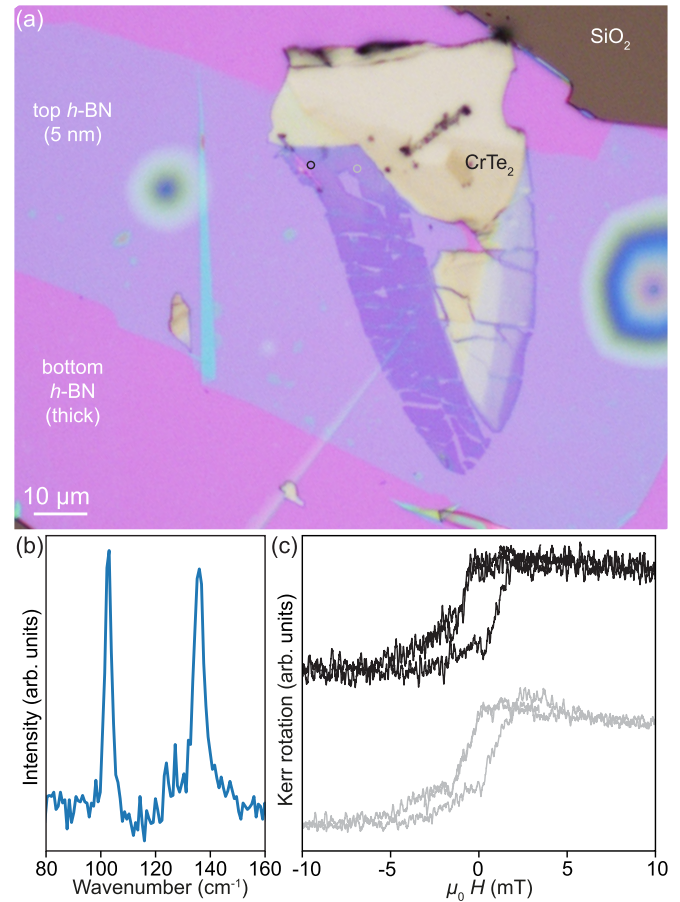 (a)
SiO₂
top h-BN
(5 nm)
CrTe₂
bottom
h-BN
(thick)
10 µm
(b)
Intensity (arb. units)
80 100 120 140 160
Wavenumber (cm⁻¹)
(c)
Kerr rotation (arb. units)
-10 -5 0 5 10
µ₀ H (mT)